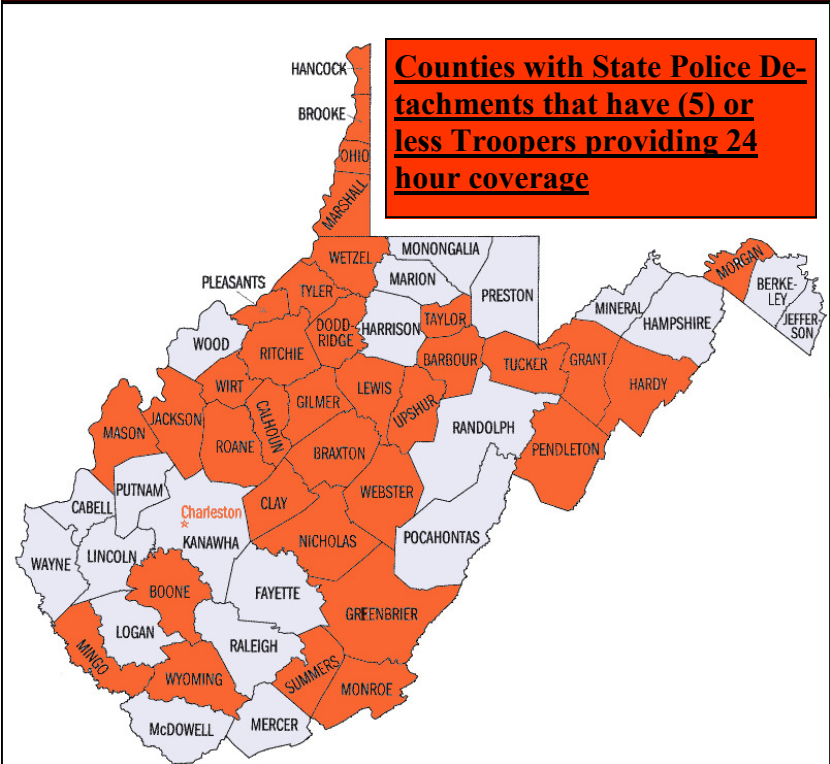 Counties with State Police De-
tachments that have (5) or
less Troopers providing 24
hour coverage
HANCOCK
BROOKE
OHIO
MARSHALL
WETZEL
MONONGALIA
MARION
PRESTON
MORGAN
BERKE-
LEY
JEFFER-
SON
MINERAL
HAMPSHIRE
PLEASANTS
TYLER
DODD-
RIDGE
HARRISON
TAYLOR
WOOD
RITCHIE
BARBOUR
TUCKER
GRANT
HARDY
WIRT
LEWIS
UPSHUR
GILMER
CALHOUN
JACKSON
MASON
ROANE
BRAXTON
RANDOLPH
PENDLETON
PUTNAM
CABELL
CLAY
WEBSTER
Charleston
KANAWHA
NICHOLAS
POCAHONTAS
WAYNE
LINCOLN
BOONE
FAYETTE
GREENBRIER
LOGAN
RALEIGH
MINGO
WYOMING
SUMMERS
MONROE
McDOWELL
MERCER